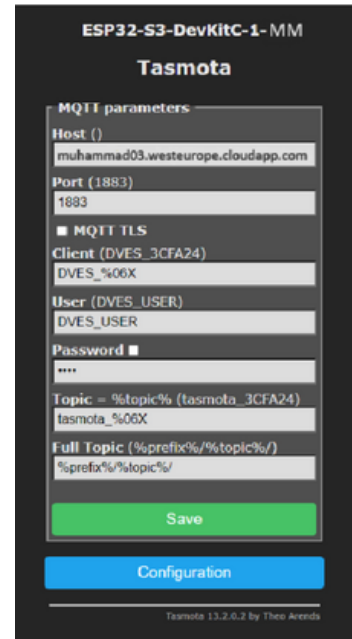 ESP32-S3-DevKitC-1-MM
Tasmota
MQTT parameters
Host ()
muhammad03.westeurope.cloudapp.com
Port (1883)
1883
MQTT TLS
Client (DVES_3CFA24)
DVES_%06X
User (DVES_USER)
DVES_USER
Password
••••
Topic = %topic% (tasmota_3CFA24)
tasmota_%06X
Full Topic (%prefix%/%topic%/)
%prefix%/%topic%/
Save
Configuration
Tasmota 13.2.0.2 by Theo Arends